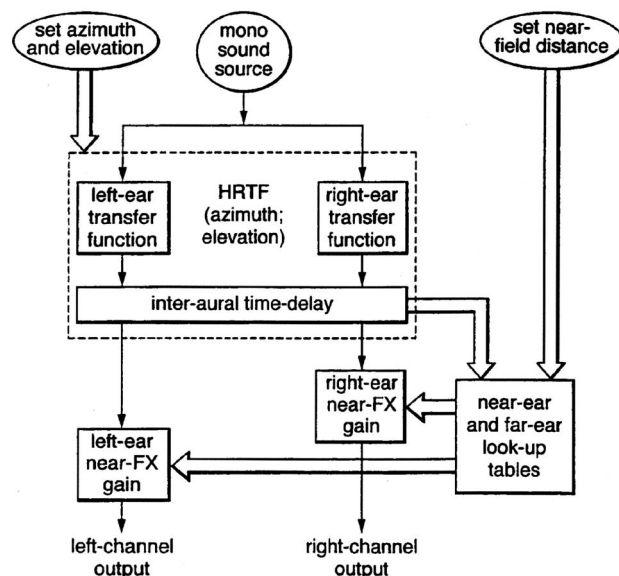 set azimuth
and elevation
mono
sound
source
set near-
field distance
left-ear
transfer
function
HRTF
(azimuth;
elevation)
right-ear
transfer
function
inter-aural time-delay
right-ear
near-FX
gain
near-ear
and far-ear
look-up
tables
left-ear
near-FX
gain
left-channel
output
right-channel
output